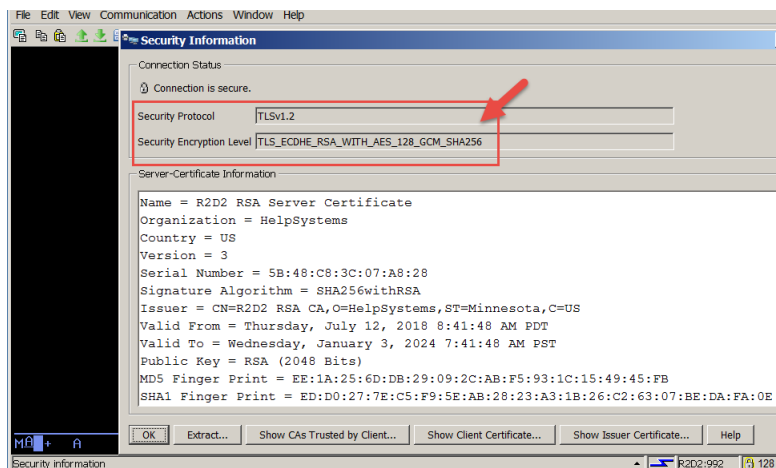 File Edit View Communication Actions Window Help
Security Information
Connection Status
Connection is secure.
Security Protocol TLSv1.2
Security Encryption Level TLS_ECDHE_RSA_WITH_AES_128_GCM_SHA256
Server-Certificate Information
Name = R2D2 RSA Server Certificate
Organization = HelpSystems
Country = US
Version = 3
Serial Number = 5B:48:C8:3C:07:A8:28
Signature Algorithm = SHA256withRSA
Issuer = CN=R2D2 RSA CA,O=HelpSystems,ST=Minnesota,C=US
Valid From = Thursday, July 12, 2018 8:41:48 AM PDT
Valid To = Wednesday, January 3, 2024 7:41:48 AM PST
Public Key = RSA (2048 Bits)
MD5 Finger Print = EE:1A:25:6D:DB:29:09:2C:AB:F5:93:1C:15:49:45:FB
SHA1 Finger Print = ED:D0:27:7E:C5:F9:5E:AB:28:23:A3:1B:26:C2:63:07:BE:DA:FA:0E
OK Extract... Show CAs Trusted by Client... Show Client Certificate... Show Issuer Certificate... Help
MA + A
Security information R2D2:992 128